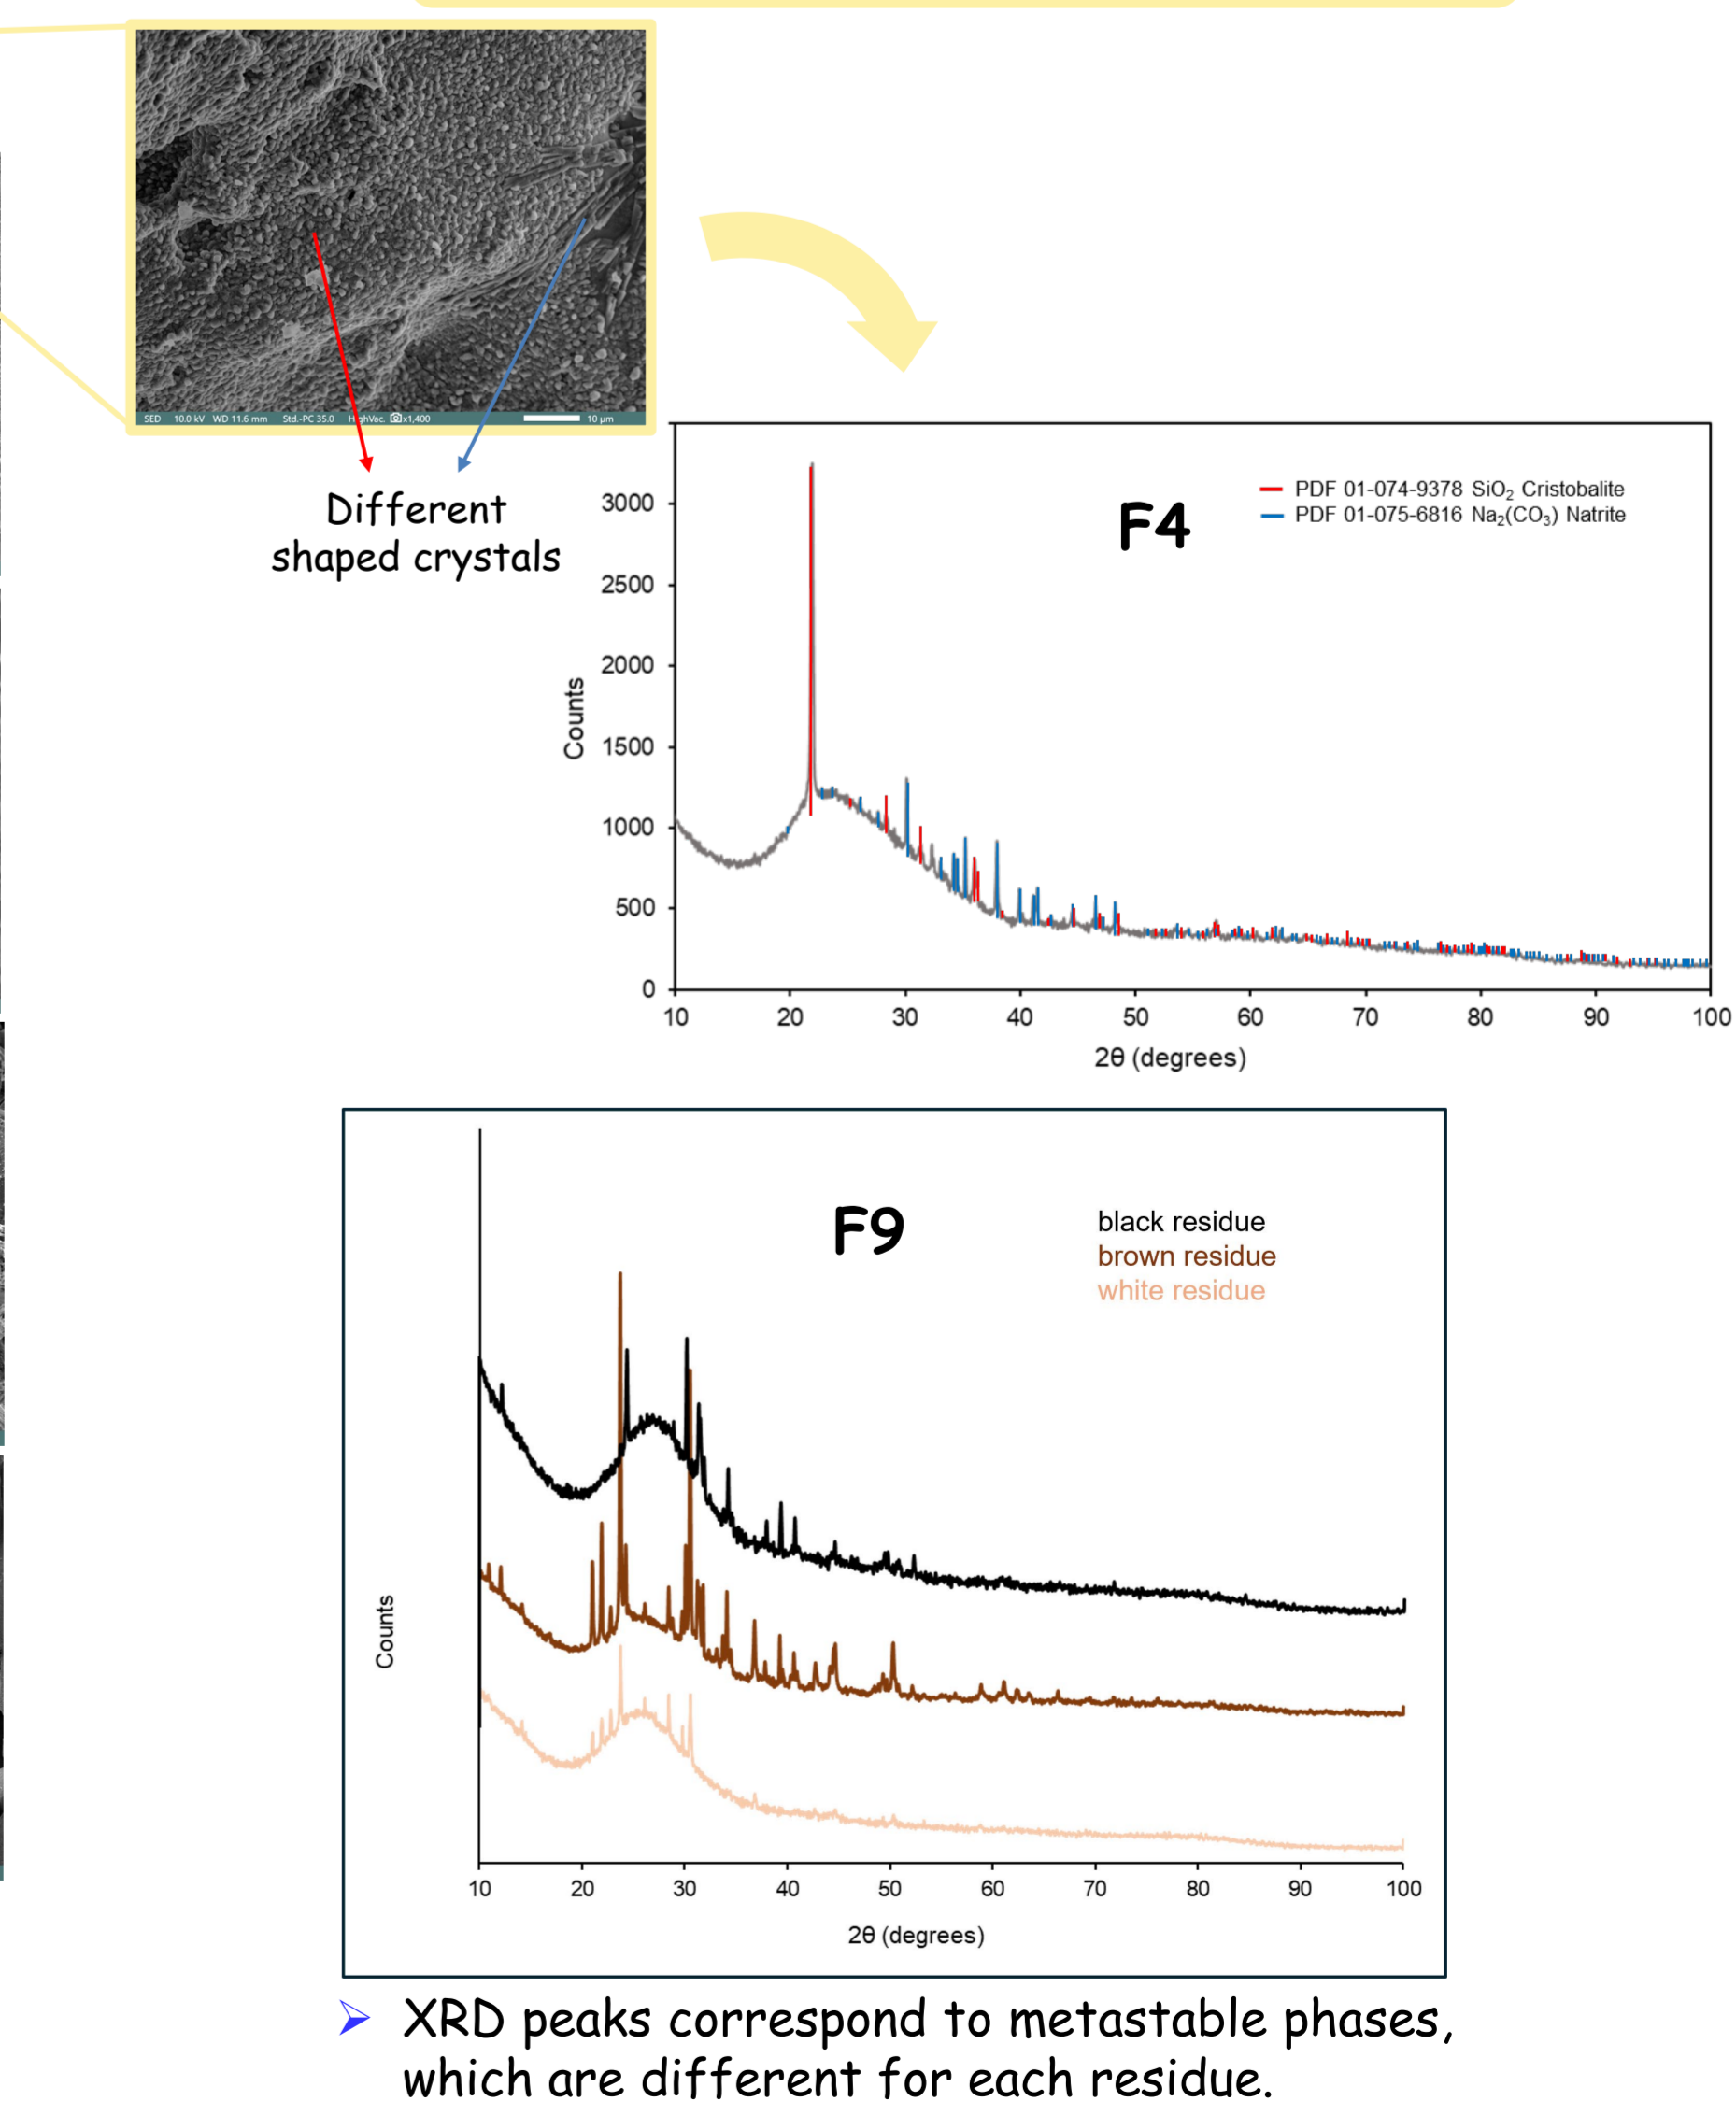 SED 10.0 kV WD 11.6 mm Std.-PC 35.0 HighVac. x1,400 10 µm
Different
shaped crystals
F4
PDF 01-074-9378 SiO₂ Cristobalite
PDF 01-075-6816 Na₂(CO₃) Natrite
Counts
3000
2500
2000
1500
1000
500
0
10 20 30 40 50 60 70 80 90 100
2θ (degrees)
F9
black residue
brown residue
white residue
Counts
10 20 30 40 50 60 70 80 90 100
2θ (degrees)
➢ XRD peaks correspond to metastable phases,
which are different for each residue.